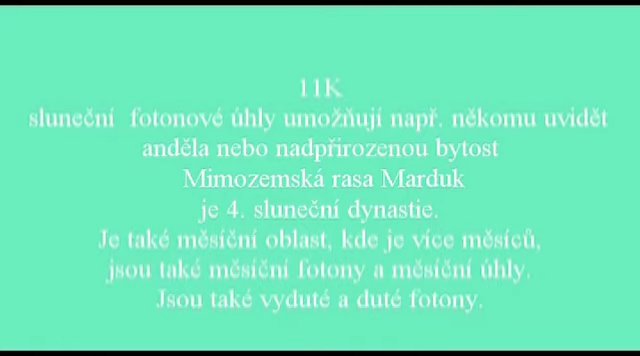 11K
sluneční fotonové úhly umožňují např. někomu uvidět
anděla nebo nadpřirozenou bytost
Mimozemská rasa Marduk
je 4. sluneční dynastie.
Je také měsíční oblast, kde je více měsíců,
jsou také měsíční fotony a měsíční úhly.
Jsou také vyduté a duté fotony.